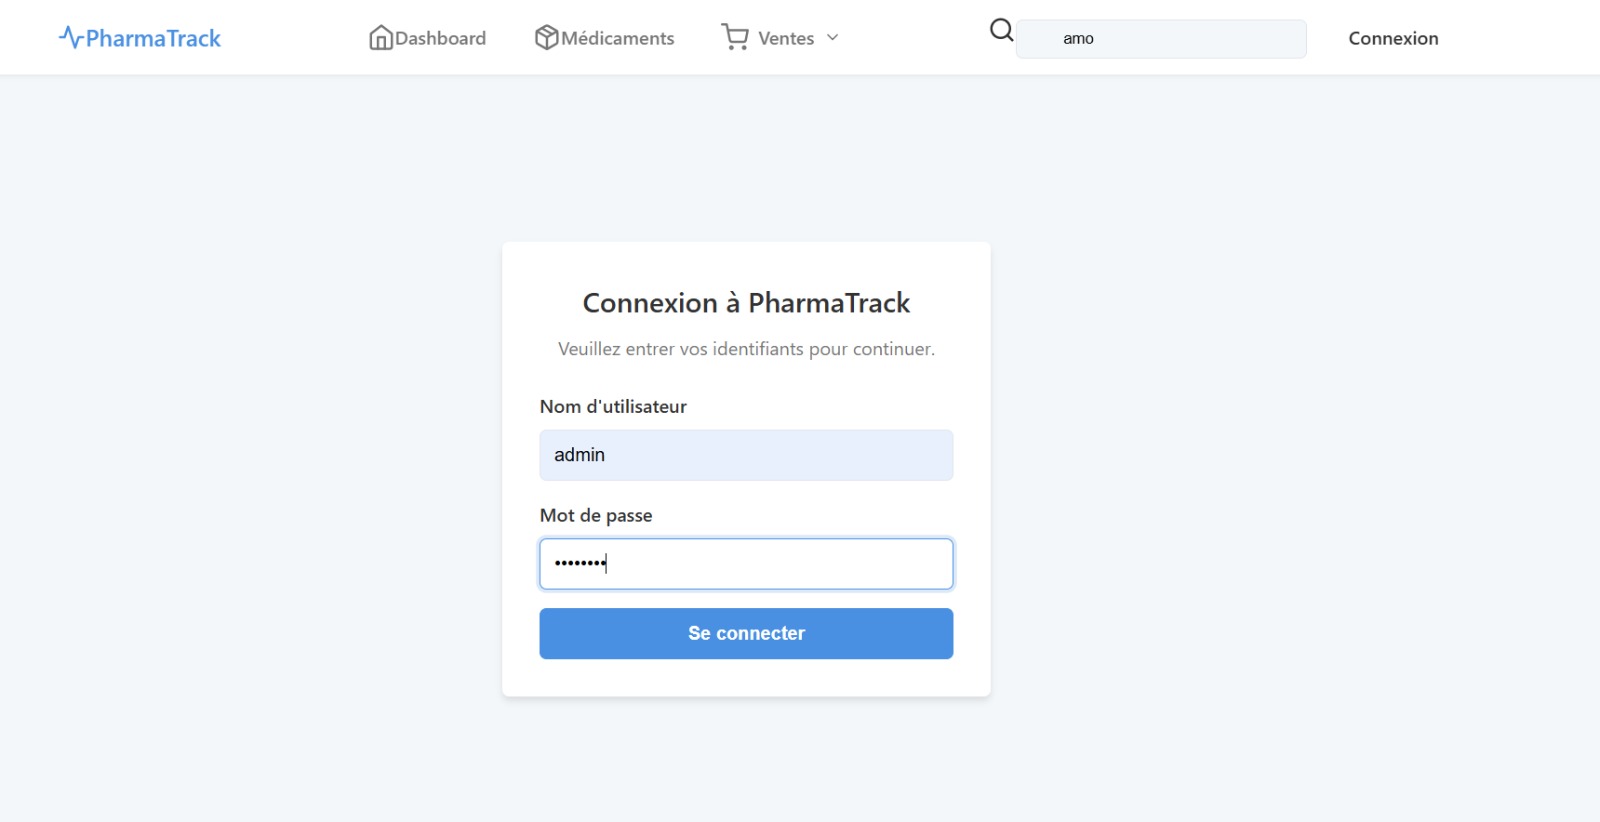 PharmaTrack Dashboard Médicaments Ventes amo Connexion
Connexion à PharmaTrack
Veuillez entrer vos identifiants pour continuer.
Nom d'utilisateur
admin
Mot de passe
••••••••
Se connecter